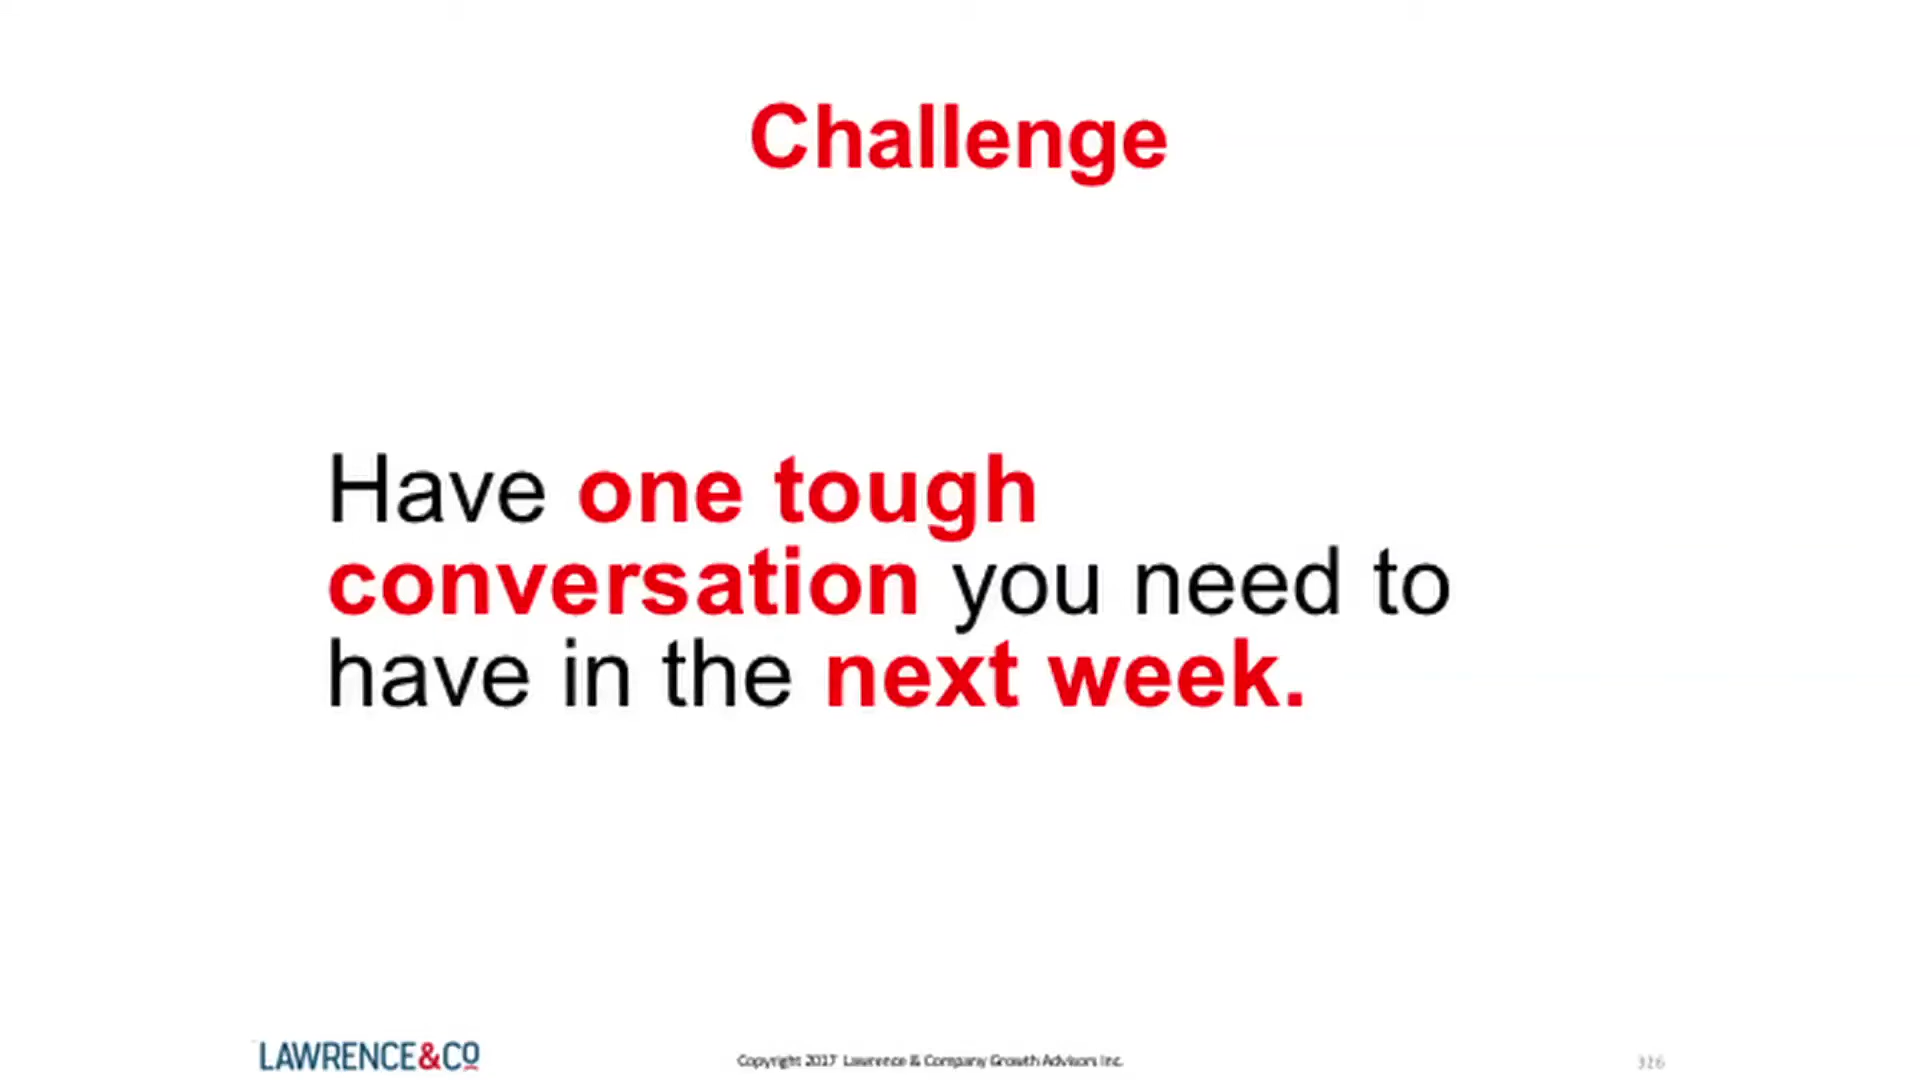 Challenge
Have one tough
conversation you need to
have in the next week.
LAWRENCE&CO
Copyright 2017 Lawrence & Company Growth Advisors Inc.
326